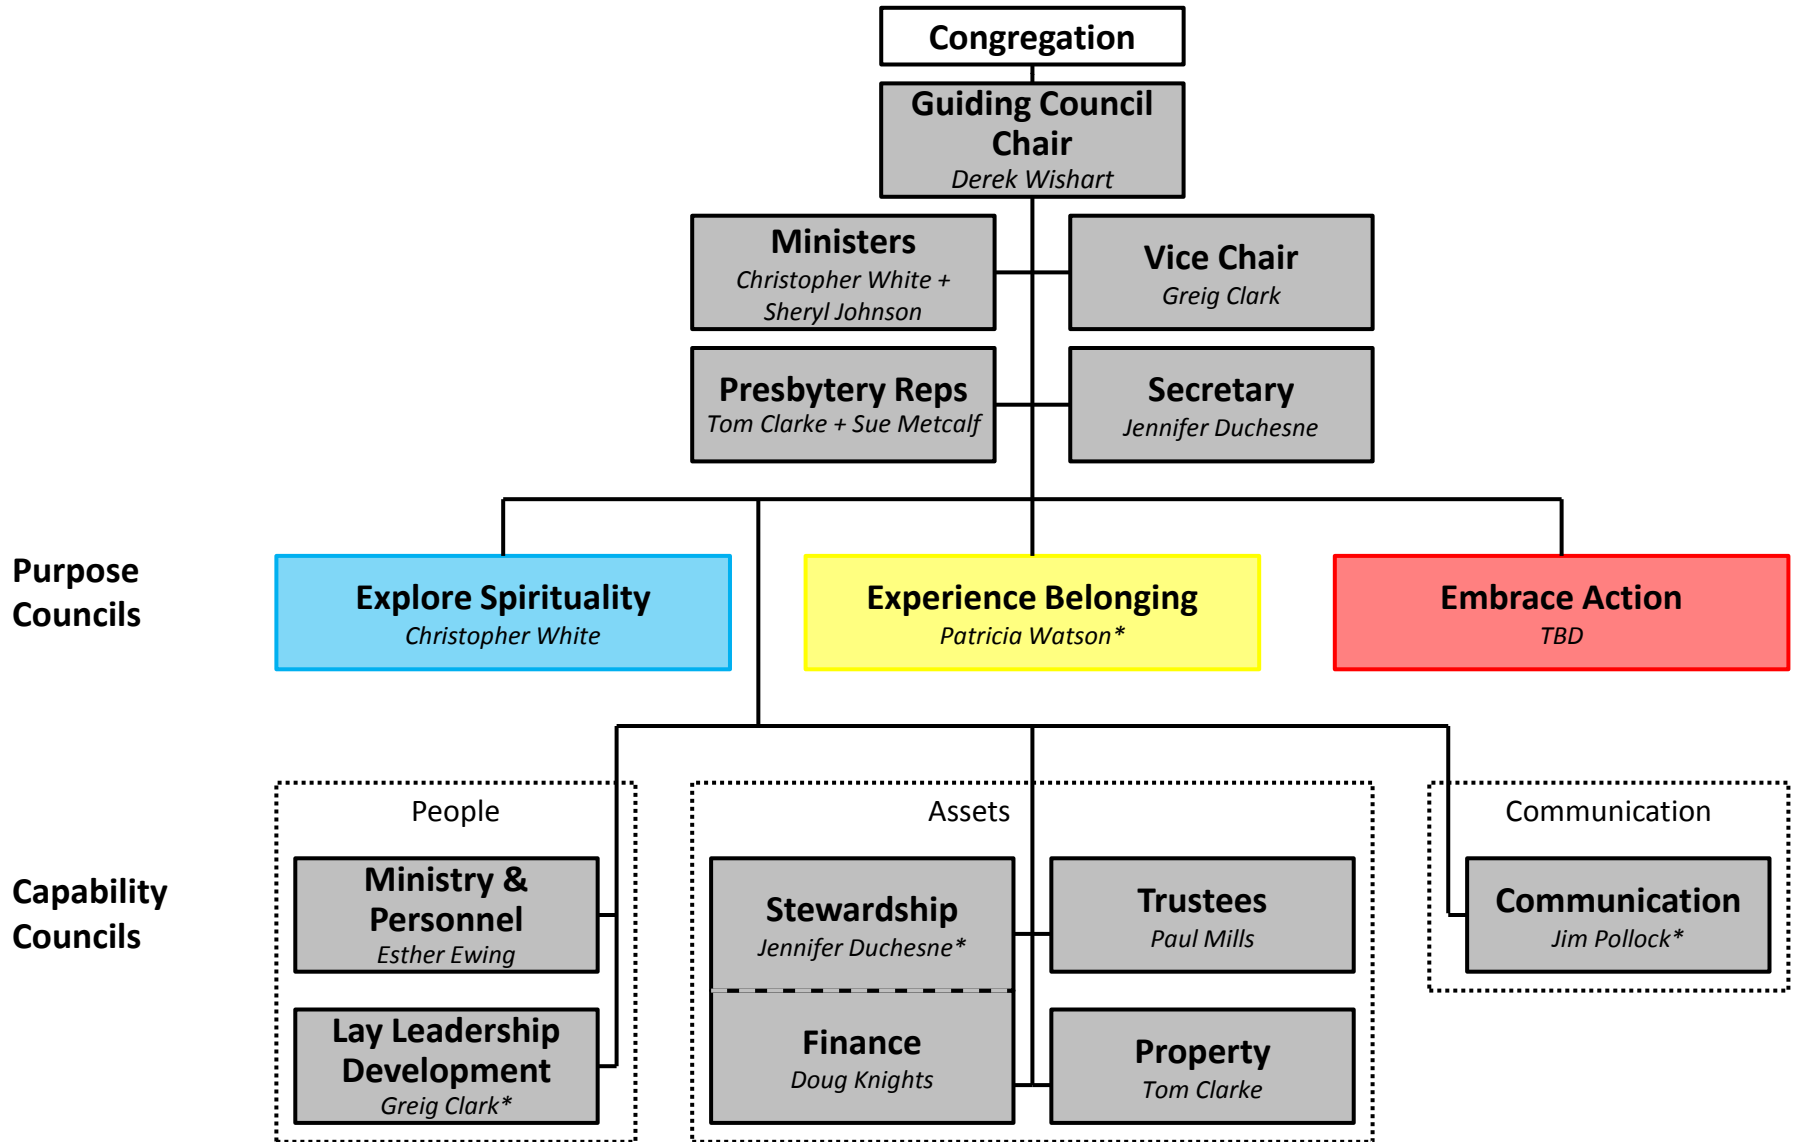 Congregation
Guiding Council
Chair
Derek Wishart
Ministers
Christopher White +
Sheryl Johnson
Vice Chair
Greig Clark
Presbytery Reps
Tom Clarke + Sue Metcalf
Secretary
Jennifer Duchesne
Purpose
Councils
Explore Spirituality
Christopher White
Experience Belonging
Patricia Watson*
Embrace Action
TBD
Capability
Councils
People
Ministry &
Personnel
Esther Ewing
Lay Leadership
Development
Greig Clark*
Assets
Stewardship
Jennifer Duchesne*
Trustees
Paul Mills
Finance
Doug Knights
Property
Tom Clarke
Communication
Communication
Jim Pollock*